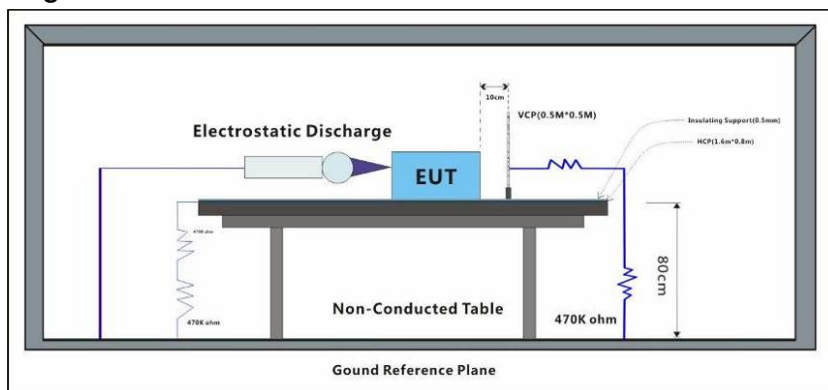 10cm
VCP(0.5M*0.5M)
Insulating Support(0.5mm)
Electrostatic Discharge
HCP(1.6m*0.8m)
EUT
470K ohm
80cm
Non-Conducted Table
470K ohm
470K ohm
Gound Reference Plane